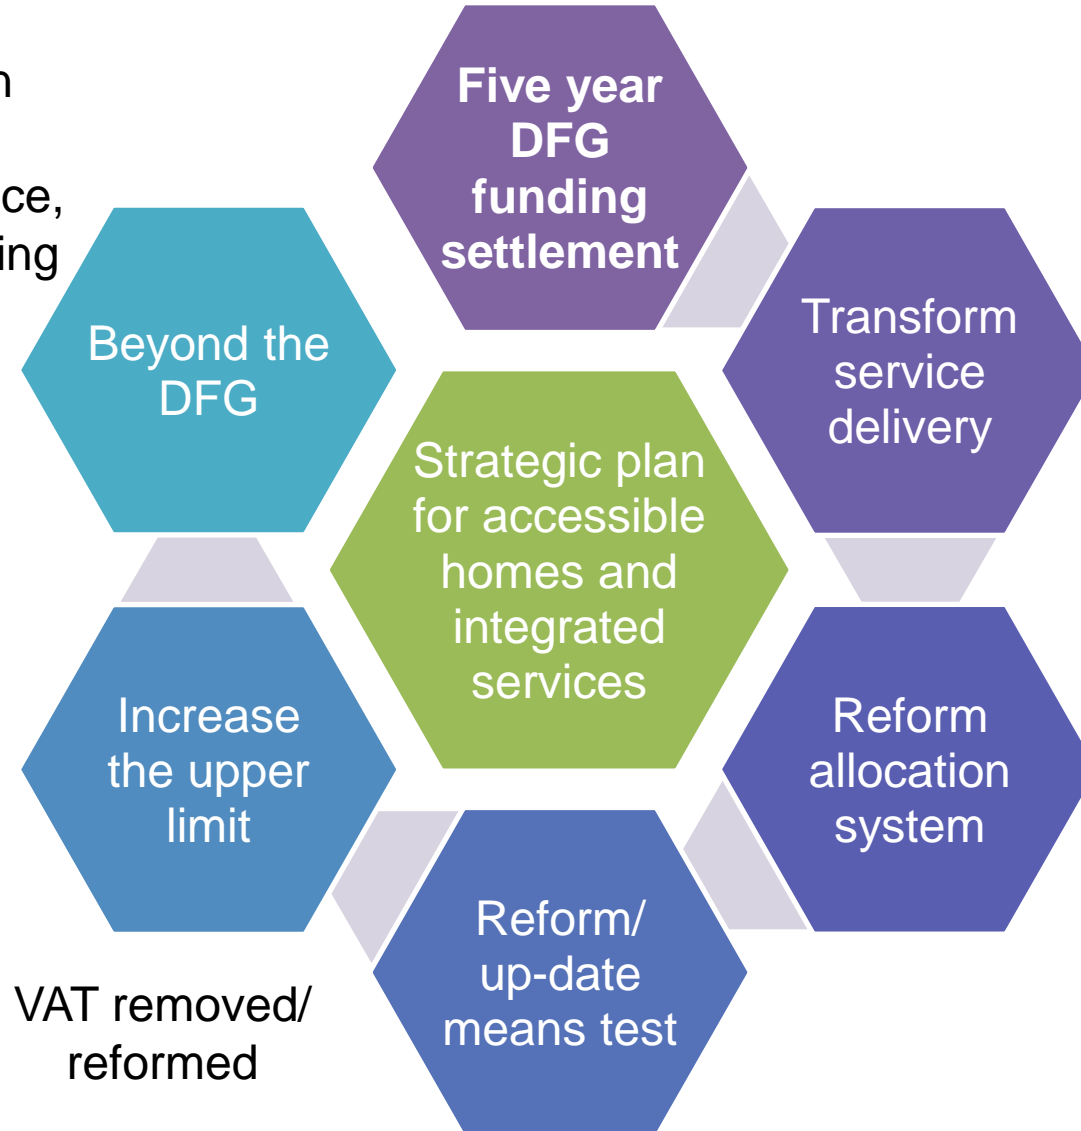 Five year
DFG
funding
settlement
Transform
service
delivery
Reform
allocation
system
Reform/
up-date
means test
Increase
the upper
limit
Beyond the
DFG
Strategic plan
for accessible
homes and
integrated
services
VAT removed/
reformed